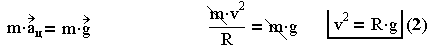 m·a⃗ц = m·g⃗    m·v²/R = m·g    v² = R·g (2)